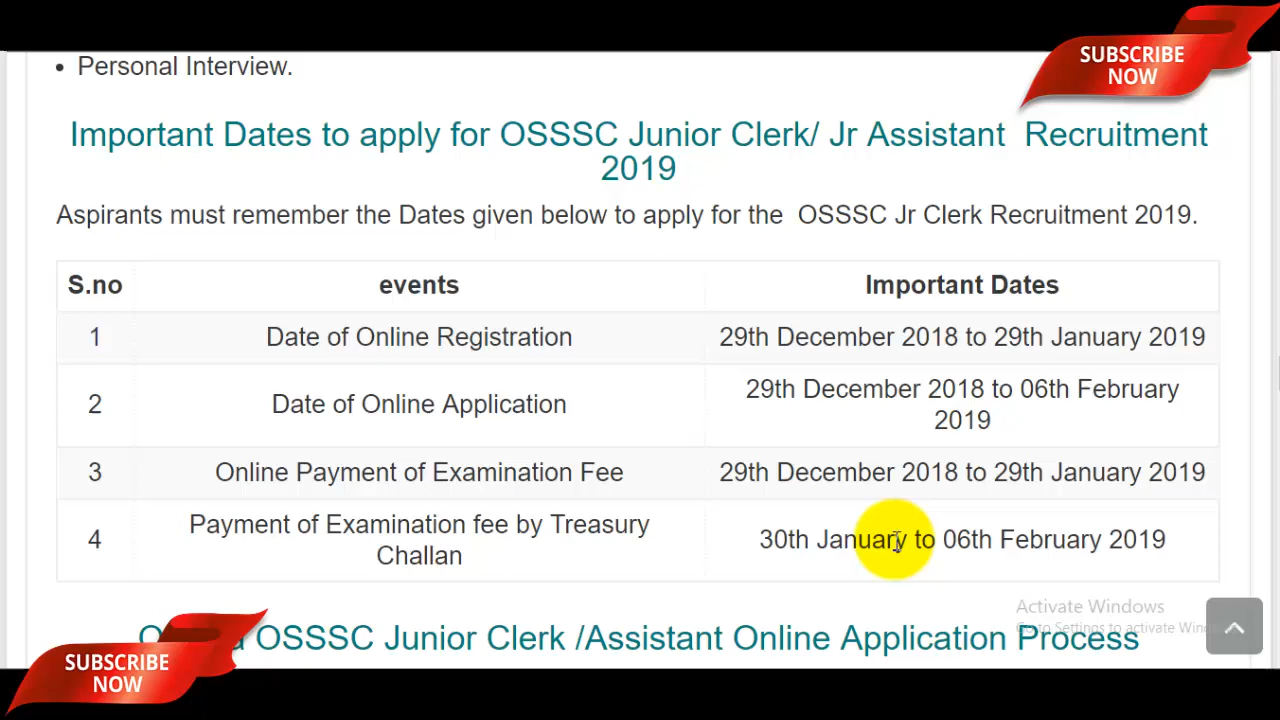 Personal Interview.
SUBSCRIBE
NOW
Important Dates to apply for OSSSC Junior Clerk/ Jr Assistant Recruitment
2019
Aspirants must remember the Dates given below to apply for the OSSSC Jr Clerk Recruitment 2019.
S.no events Important Dates
1 Date of Online Registration 29th December 2018 to 29th January 2019
2 Date of Online Application 29th December 2018 to 06th February
2019
3 Online Payment of Examination Fee 29th December 2018 to 29th January 2019
4 Payment of Examination fee by Treasury
Challan 30th January to 06th February 2019
Activate Windows
Go to Settings to activate
OSSSC Junior Clerk /Assistant Online Application Process
SUBSCRIBE
NOW